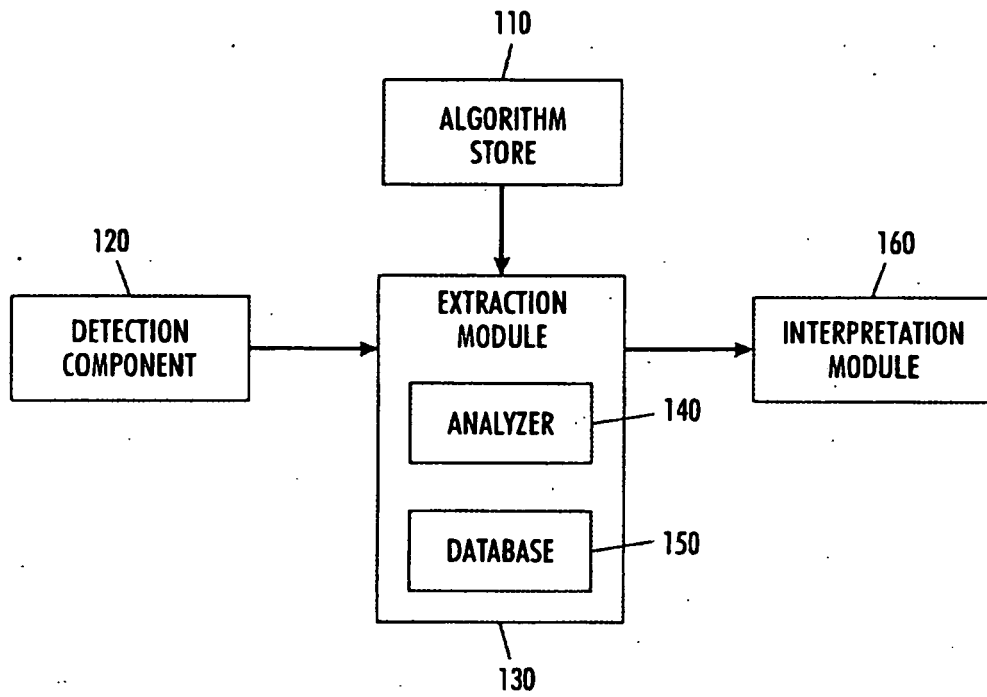 110
ALGORITHM
STORE
120
160
DETECTION
COMPONENT
EXTRACTION
MODULE
INTERPRETATION
MODULE
ANALYZER
140
DATABASE
150
130